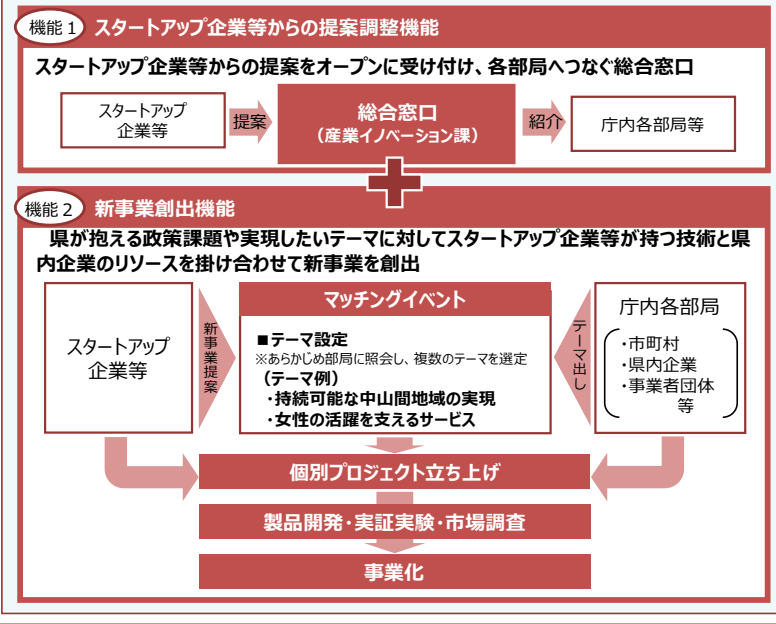 機能1
スタートアップ企業等からの提案調整機能
スタートアップ企業等からの提案をオープンに受け付け、各部局へつなぐ総合窓口
スタートアップ
企業等
提案
総合窓口
(産業イノベーション課)
紹介
庁内各部局等
機能2
新事業創出機能
県が抱える政策課題や実現したいテーマに対してスタートアップ企業等が持つ技術と県
内企業のリソースを掛け合わせて新事業を創出
スタートアップ
企業等
新事業提案
マッチングイベント
■テーマ設定
※あらかじめ部局に照会し、複数のテーマを選定
(テーマ例)
・持続可能な中山間地域の実現
・女性の活躍を支えるサービス
テーマ出し
庁内各部局
・市町村
・県内企業
・事業者団体
等
個別プロジェクト立ち上げ
製品開発・実証実験・市場調査
事業化